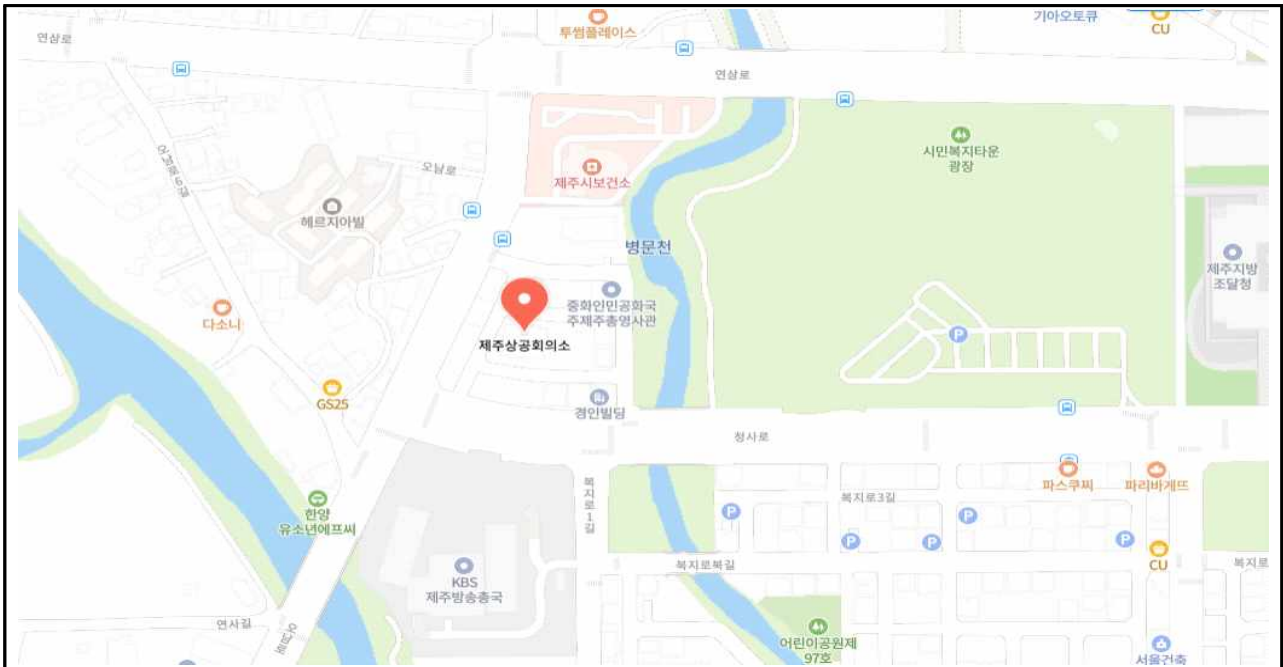 기아오토큐
CU
투썸플레이스
연삼로
연삼로
시민복지타운
광장
오남로6길
오남로
제주시보건소
헤르지아빌
병문천
제주지방
조달청
중화인민공화국
주제주총영사관
다소니
제주상공회의소
P
GS25
경인빌딩
청사로
파스쿠찌
파리바게뜨
복지로1길
복지로3길
한양
유소년에프씨
P
P
P
P
P
CU
복지로북길
복지로
KBS
제주방송총국
연사길
오남로
어린이공원제
97호
서울건축